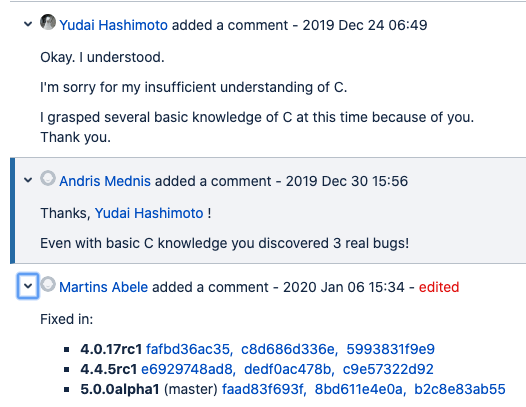 Yudai Hashimoto added a comment - 2019 Dec 24 06:49
Okay. I understood.
I'm sorry for my insufficient understanding of C.
I grasped several basic knowledge of C at this time because of you.
Thank you.
Andris Mednis added a comment - 2019 Dec 30 15:56
Thanks, Yudai Hashimoto !
Even with basic C knowledge you discovered 3 real bugs!
Martins Abele added a comment - 2020 Jan 06 15:34 - edited
Fixed in:
4.0.17rc1 fafbd36ac35, c8d686d336e, 5993831f9e9
4.4.5rc1 e6929748ad8, dedf0ac478b, c9e57322d92
5.0.0alpha1 (master) faad83f693f, 8bd611e4e0a, b2c8e83ab55